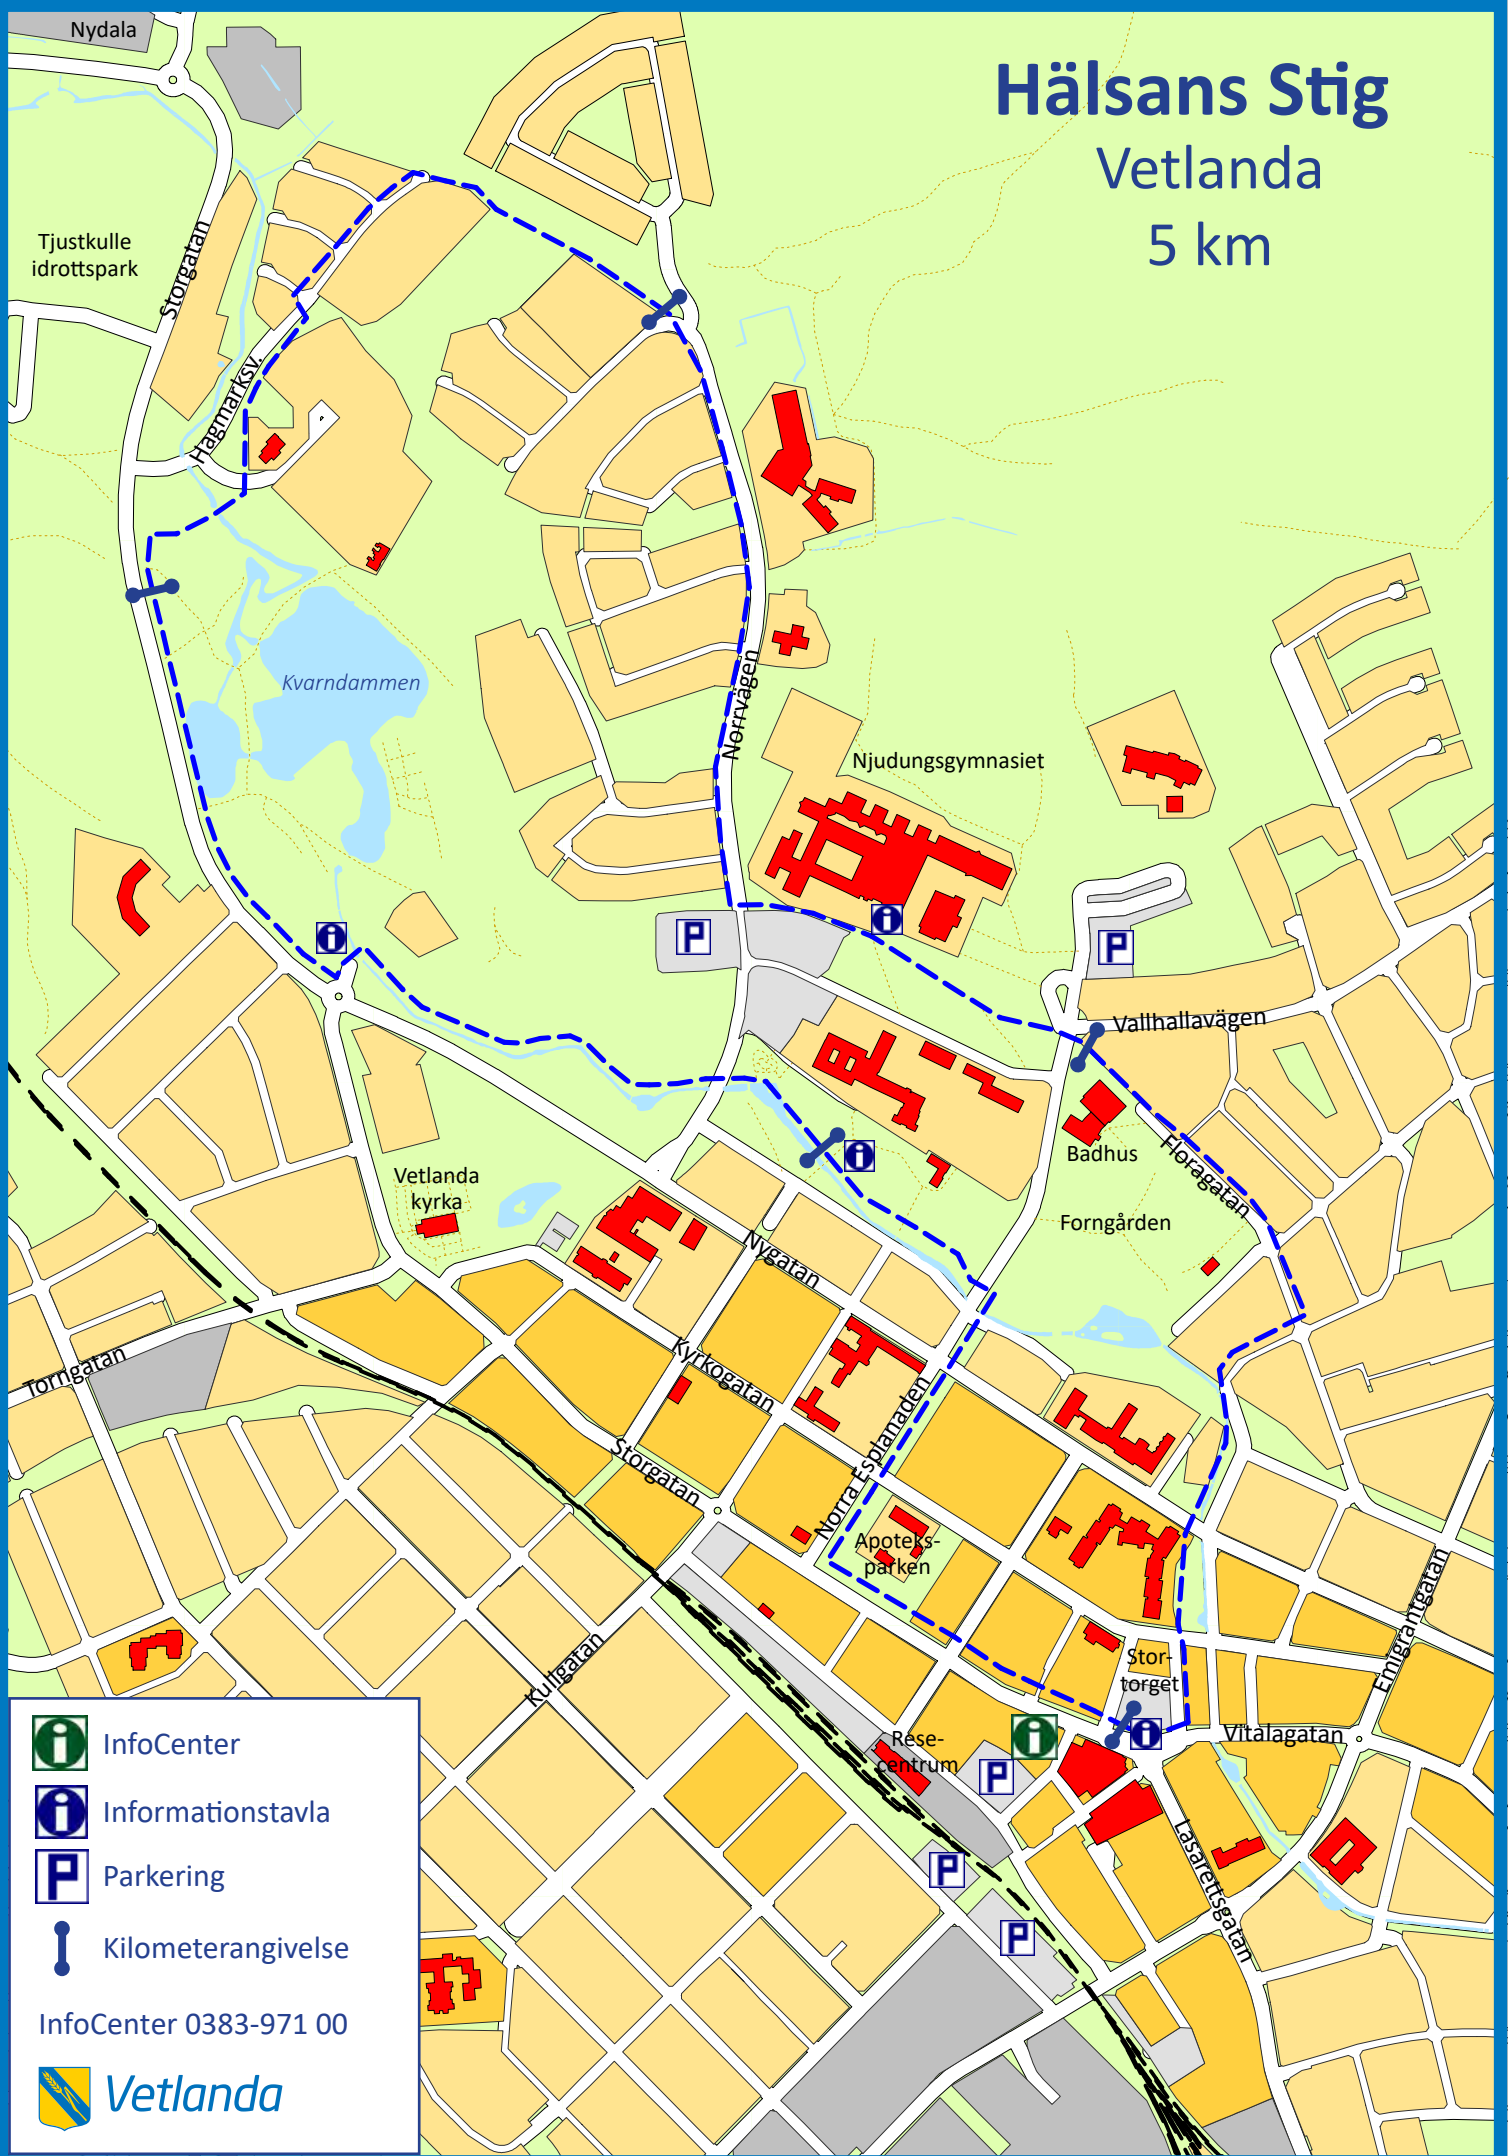 Nydala
Hälsans Stig
Vetlanda
5 km
Tjustkulle
idrottspark
Storgatan
Hagmarksv.
Kvarndammen
Norrvägen
Njudungsgymnasiet
P
P
Vallhallavägen
Badhus
Floragatan
Forngården
Vetlanda
kyrka
Nygatan
Kyrkogatan
Torngatan
Storgatan
Norra Esplanaden
Apoteks-
parken
Kullgatan
Emigrantgatan
Stor-
torget
Vitalagatan
Rese-
centrum
P
Lasarettsgatan
P
P
i InfoCenter
i Informationstavla
P Parkering
Kilometerangivelse
InfoCenter 0383-971 00
Vetlanda